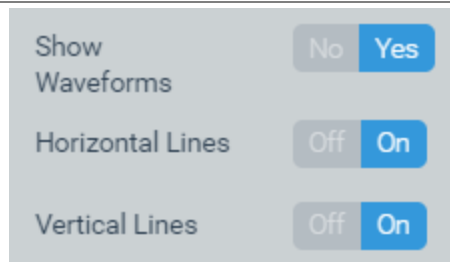 Show No Yes
Waveforms
Horizontal Lines Off On
Vertical Lines Off On